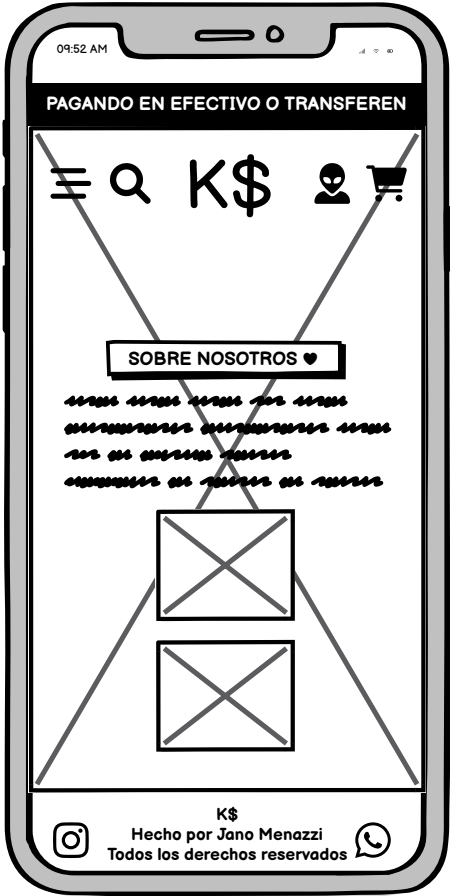 09:52 AM
PAGANDO EN EFECTIVO O TRANSFEREN
K$
SOBRE NOSOTROS
K$
Hecho por Jano Menazzi
Todos los derechos reservados